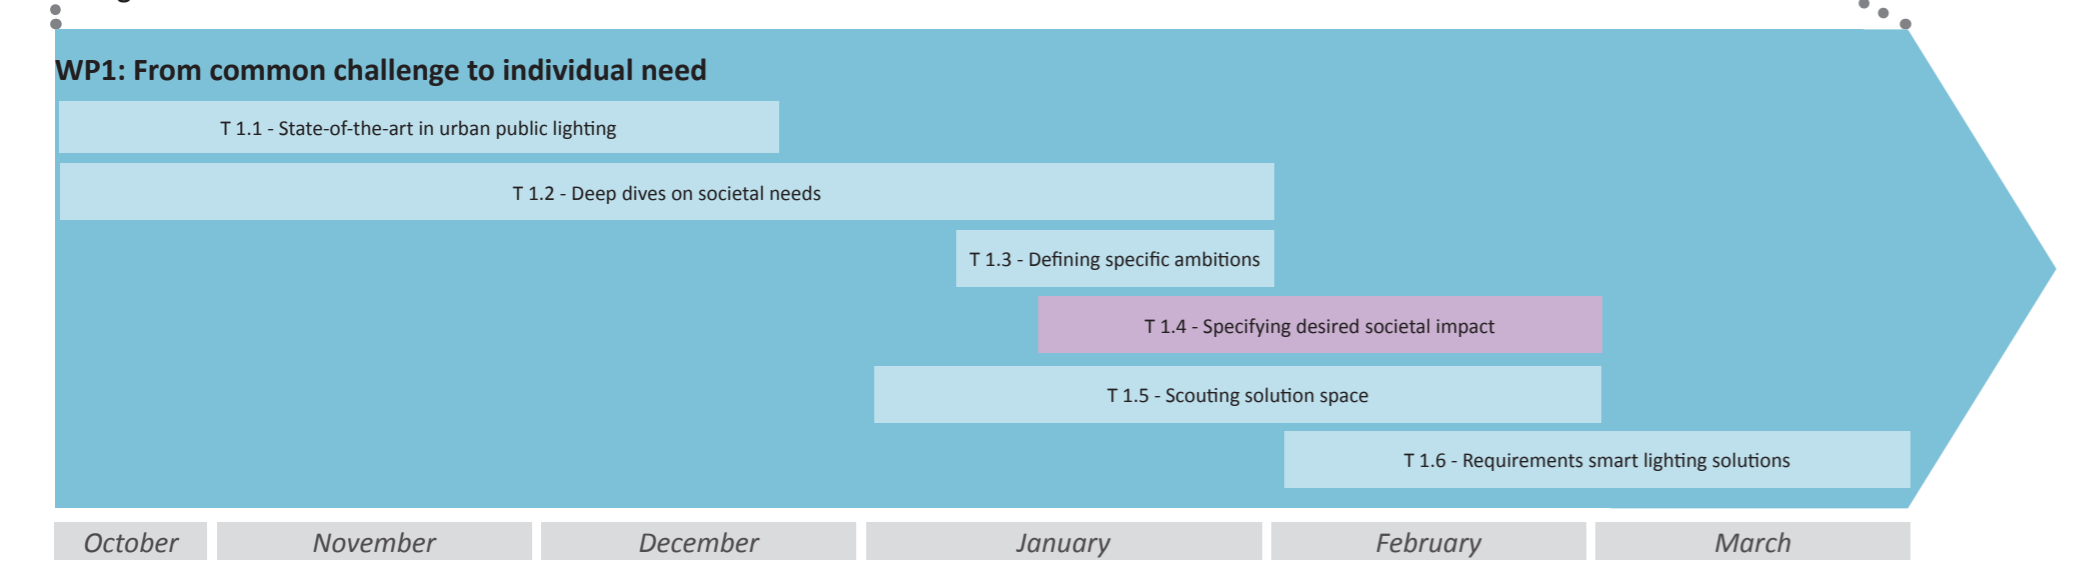 WP1: From common challenge to individual need
T 1.1 - State-of-the-art in urban public lighting
T 1.2 - Deep dives on societal needs
T 1.3 - Defining specific ambitions
T 1.4 - Specifying desired societal impact
T 1.5 - Scouting solution space
T 1.6 - Requirements smart lighting solutions
October November December January February March